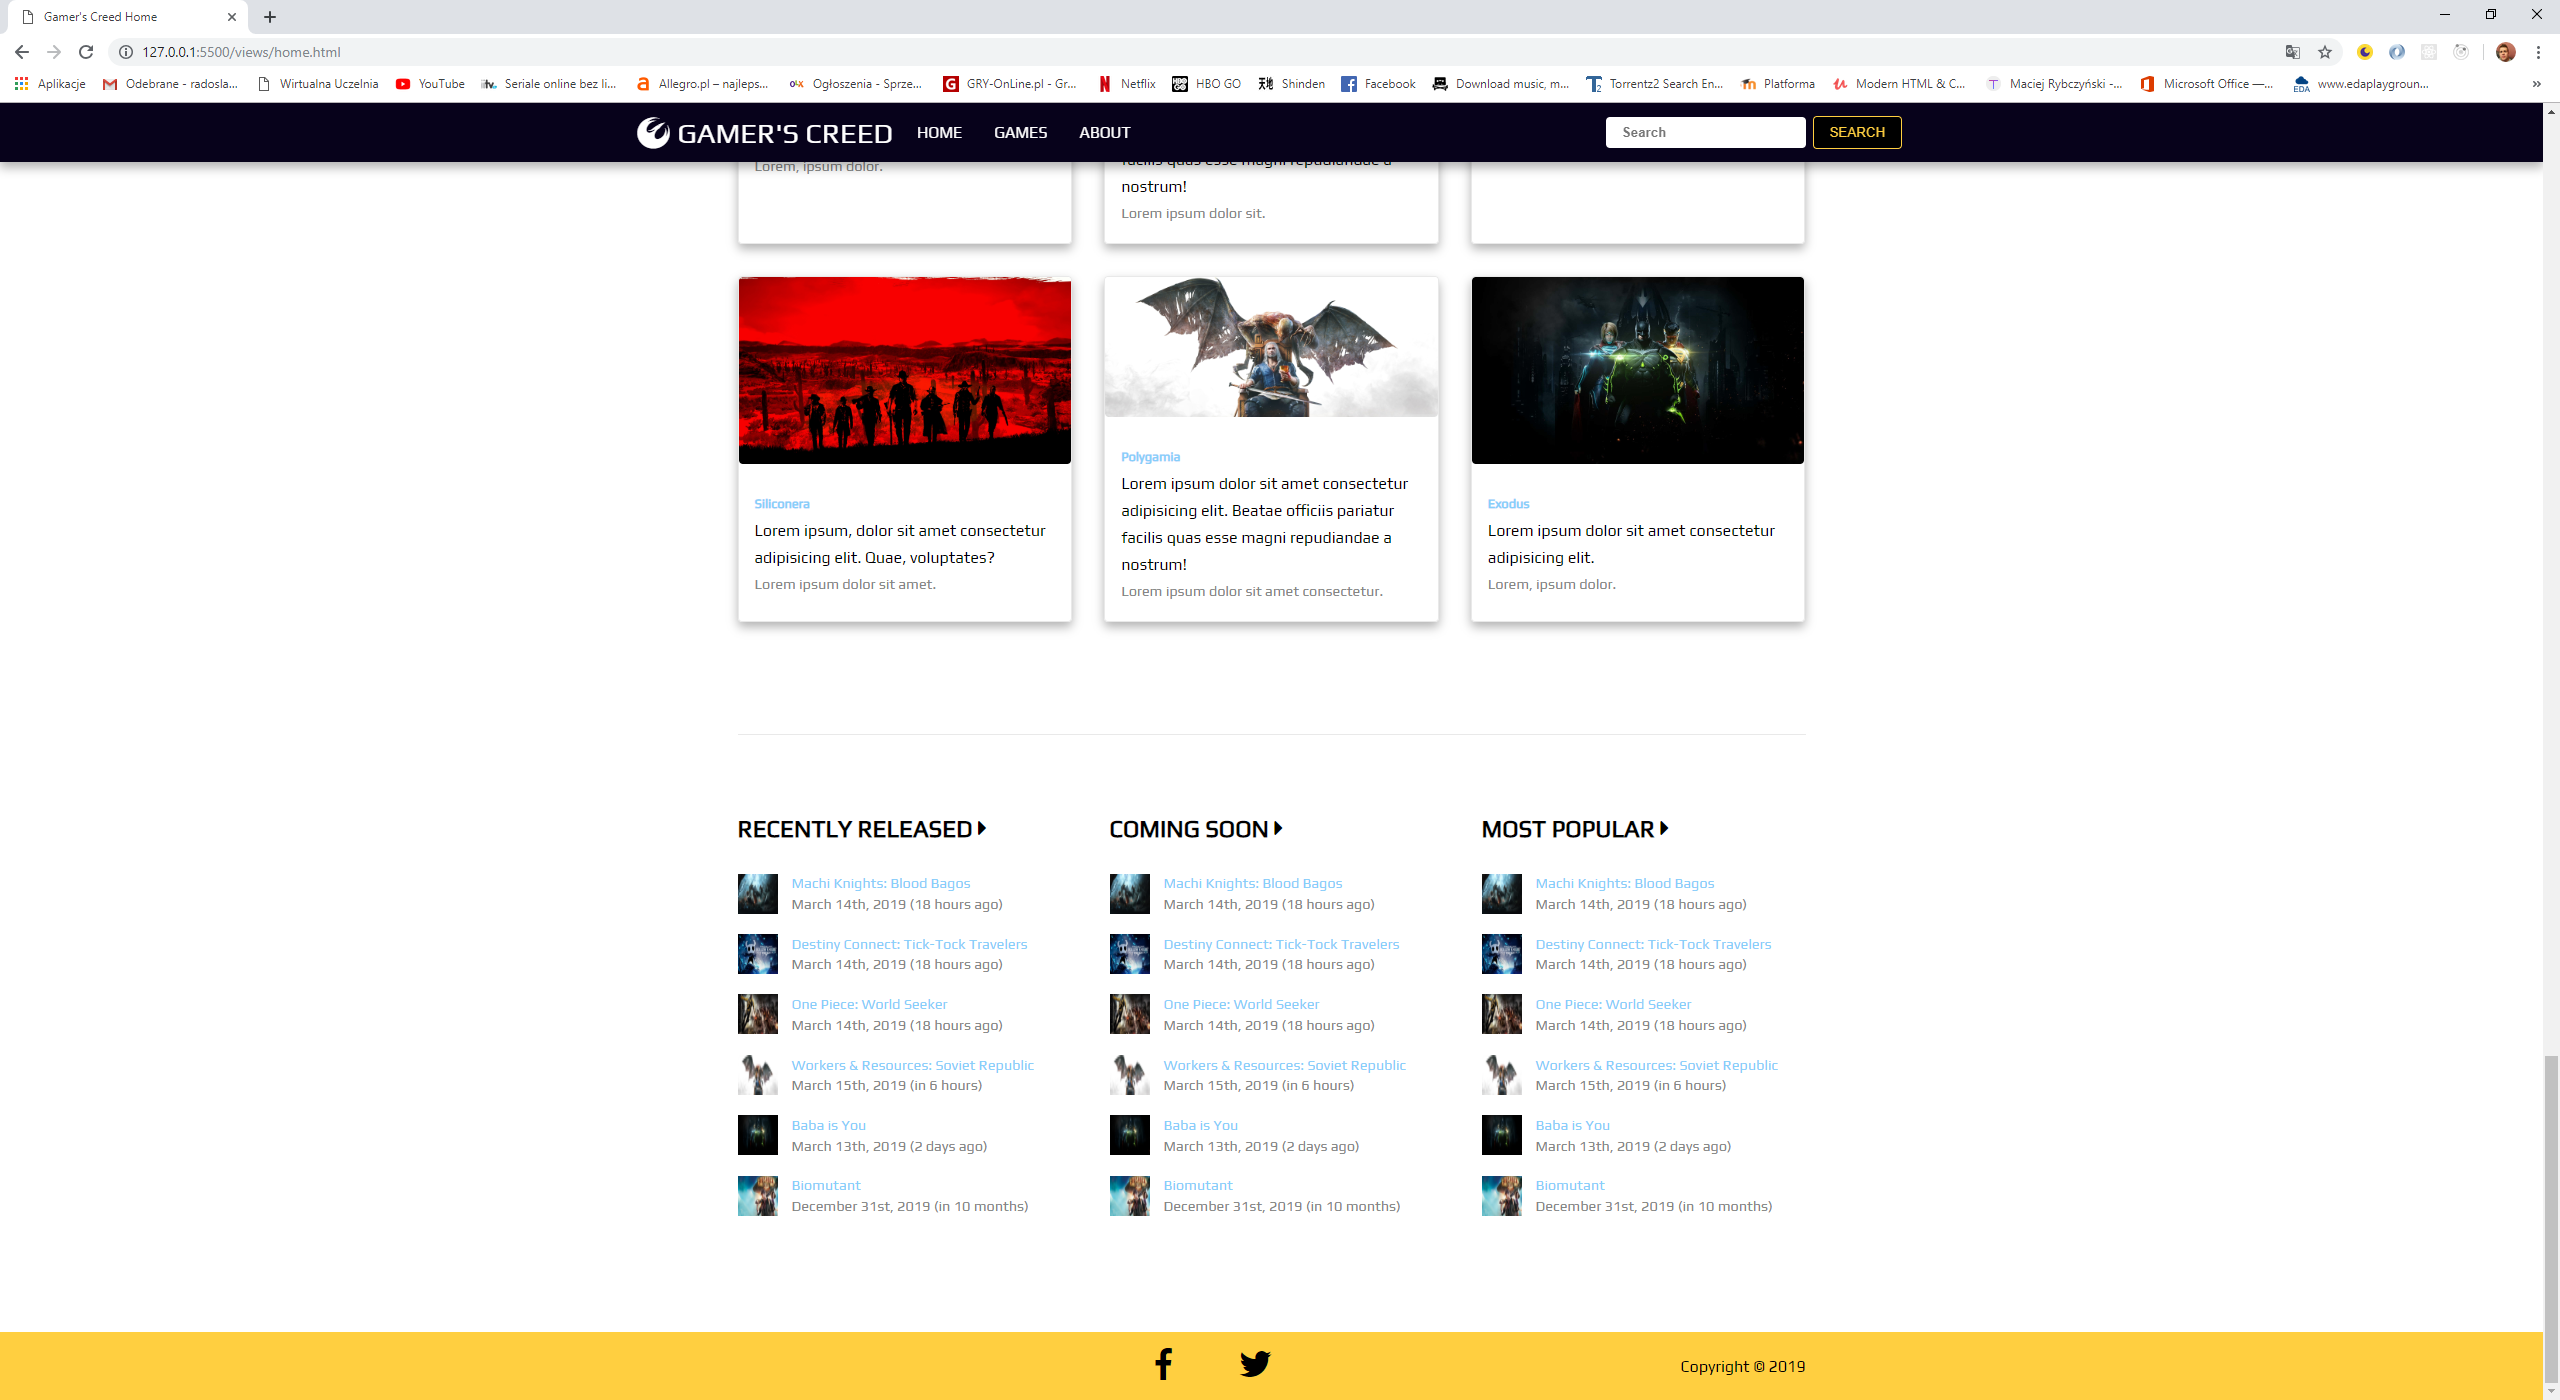 Gamer's Creed Home
127.0.0.1:5500/views/home.html
Aplikacje
Odebrane - radosla...
Wirtualna Uczelnia
YouTube
Seriale online bez li...
Allegro.pl – najleps...
Ogłoszenia - Sprze...
GRY-OnLine.pl - Gr...
Netflix
HBO GO
Shinden
Facebook
Download music, m...
Torrentz2 Search En...
Platforma
Modern HTML & C...
Maciej Rybczyński -...
Microsoft Office —...
www.edaplaygroun...
GAMER'S CREED
HOME
GAMES
ABOUT
Search
SEARCH
Lorem, ipsum dolor.
facilis quas esse magni repudiandae a
nostrum!
Lorem ipsum dolor sit.
Siliconera
Lorem ipsum, dolor sit amet consectetur
adipisicing elit. Quae, voluptates?
Lorem ipsum dolor sit amet.
Polygamia
Lorem ipsum dolor sit amet consectetur
adipisicing elit. Beatae officiis pariatur
facilis quas esse magni repudiandae a
nostrum!
Lorem ipsum dolor sit amet consectetur.
Exodus
Lorem ipsum dolor sit amet consectetur
adipisicing elit.
Lorem, ipsum dolor.
RECENTLY RELEASED
Machi Knights: Blood Bagos
March 14th, 2019 (18 hours ago)
Destiny Connect: Tick-Tock Travelers
March 14th, 2019 (18 hours ago)
One Piece: World Seeker
March 14th, 2019 (18 hours ago)
Workers & Resources: Soviet Republic
March 15th, 2019 (in 6 hours)
Baba is You
March 13th, 2019 (2 days ago)
Biomutant
December 31st, 2019 (in 10 months)
COMING SOON
Machi Knights: Blood Bagos
March 14th, 2019 (18 hours ago)
Destiny Connect: Tick-Tock Travelers
March 14th, 2019 (18 hours ago)
One Piece: World Seeker
March 14th, 2019 (18 hours ago)
Workers & Resources: Soviet Republic
March 15th, 2019 (in 6 hours)
Baba is You
March 13th, 2019 (2 days ago)
Biomutant
December 31st, 2019 (in 10 months)
MOST POPULAR
Machi Knights: Blood Bagos
March 14th, 2019 (18 hours ago)
Destiny Connect: Tick-Tock Travelers
March 14th, 2019 (18 hours ago)
One Piece: World Seeker
March 14th, 2019 (18 hours ago)
Workers & Resources: Soviet Republic
March 15th, 2019 (in 6 hours)
Baba is You
March 13th, 2019 (2 days ago)
Biomutant
December 31st, 2019 (in 10 months)
Copyright © 2019